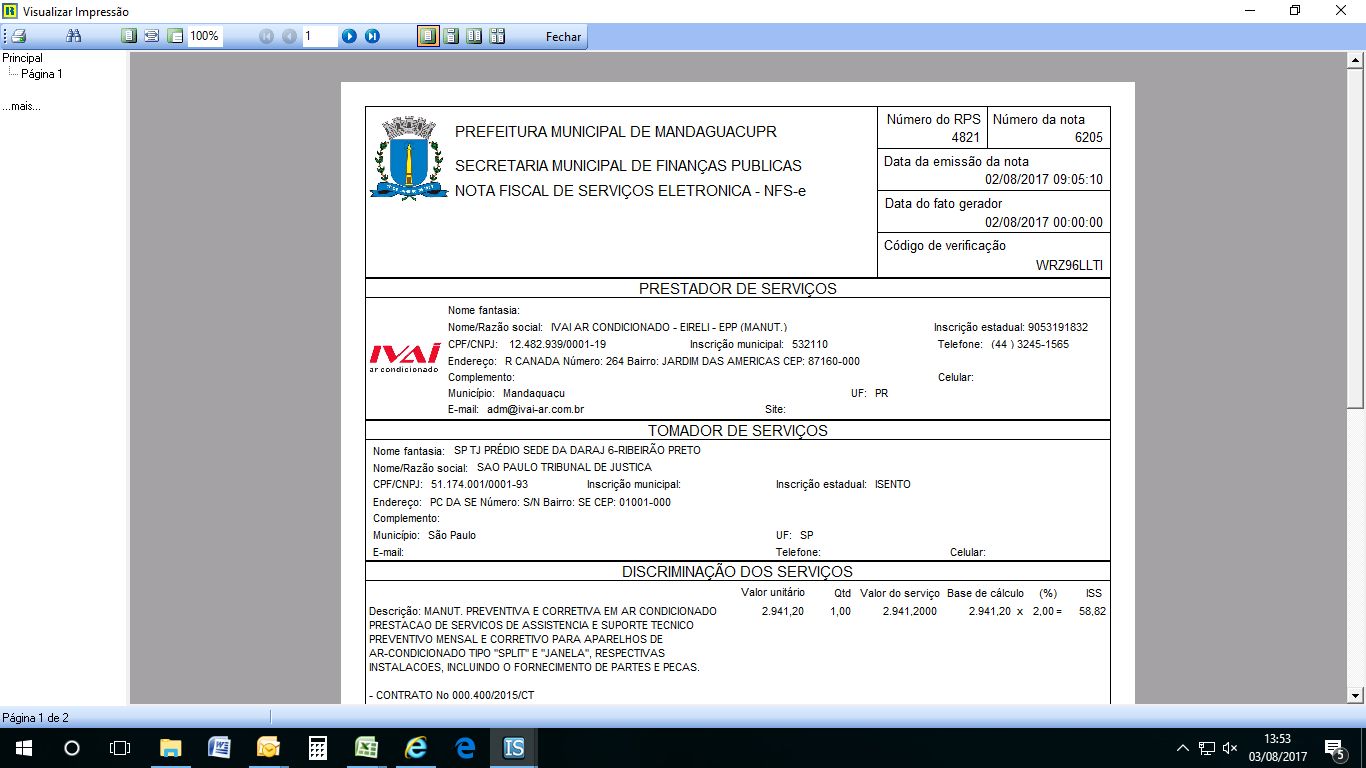 Visualizar Impressão
100%
1
Fechar
Principal
Página 1
...mais...
PREFEITURA MUNICIPAL DE MANDAGUACUPR
SECRETARIA MUNICIPAL DE FINANÇAS PUBLICAS
NOTA FISCAL DE SERVIÇOS ELETRONICA - NFS-e
Número do RPS
4821
Número da nota
6205
Data da emissão da nota
02/08/2017 09:05:10
Data do fato gerador
02/08/2017 00:00:00
Código de verificação
WRZ96LLTI
PRESTADOR DE SERVIÇOS
IVAÍ
ar condicionado
Nome fantasia:
Nome/Razão social: IVAI AR CONDICIONADO - EIRELI - EPP (MANUT.) Inscrição estadual: 9053191832
CPF/CNPJ: 12.482.939/0001-19 Inscrição municipal: 532110 Telefone: (44 ) 3245-1565
Endereço: R CANADA Número: 264 Bairro: JARDIM DAS AMERICAS CEP: 87160-000
Complemento: Celular:
Município: Mandaguaçu UF: PR
E-mail: adm@ivai-ar.com.br Site:
TOMADOR DE SERVIÇOS
Nome fantasia: SP TJ PRÉDIO SEDE DA DARAJ 6-RIBEIRÃO PRETO
Nome/Razão social: SAO PAULO TRIBUNAL DE JUSTICA
CPF/CNPJ: 51.174.001/0001-93 Inscrição municipal: Inscrição estadual: ISENTO
Endereço: PC DA SE Número: S/N Bairro: SE CEP: 01001-000
Complemento:
Município: São Paulo UF: SP
E-mail: Telefone: Celular:
DISCRIMINAÇÃO DOS SERVIÇOS
Valor unitário Qtd Valor do serviço Base de cálculo (%) ISS
Descrição: MANUT. PREVENTIVA E CORRETIVA EM AR CONDICIONADO 2.941,20 1,00 2.941,2000 2.941,20 x 2,00 = 58,82
PRESTACAO DE SERVICOS DE ASSISTENCIA E SUPORTE TECNICO
PREVENTIVO MENSAL E CORRETIVO PARA APARELHOS DE
AR-CONDICIONADO TIPO "SPLIT" E "JANELA", RESPECTIVAS
INSTALACOES, INCLUINDO O FORNECIMENTO DE PARTES E PECAS.
- CONTRATO No 000.400/2015/CT
Página 1 de 2
IS
13:53
03/08/2017
5